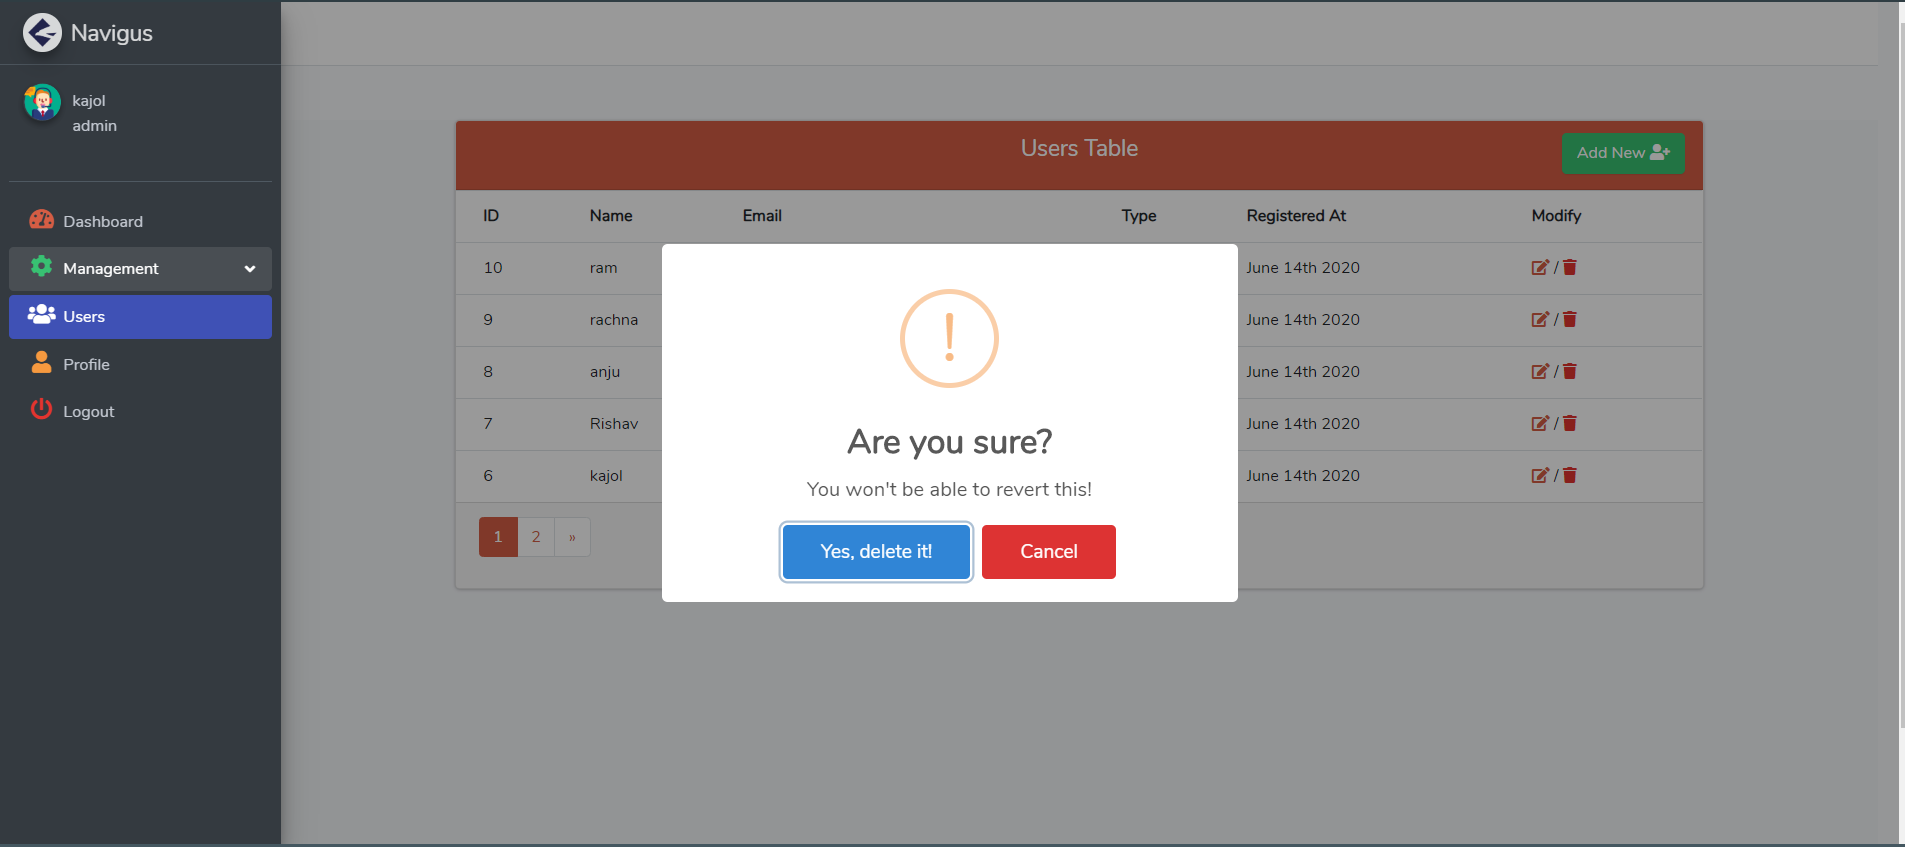 Navigus
kajol
admin
Dashboard
Management
Users
Profile
Logout
Users Table
Add New
ID Name Email Type Registered At Modify
10 ram June 14th 2020 /
9 rachna June 14th 2020 /
8 anju June 14th 2020 /
7 Rishav June 14th 2020 /
6 kajol June 14th 2020 /
1 2 »
!
Are you sure?
You won't be able to revert this!
Yes, delete it! Cancel